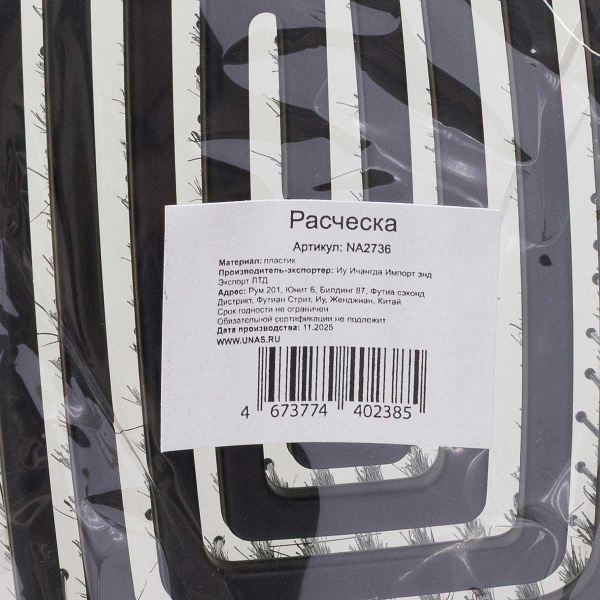 Расческа
Артикул: NA2736
Материал: пластик
Производитель-экспортер: Иу Ичангда Импорт энд
Экспорт ЛТД
Адрес: Рум 201, Юнит Б, Билдинг 87, Футиа сэконд
Дистрикт, Футиан Стрит, Иу, Женджиан, Китай
Срок годности не ограничен
Обязательной сертификации не подлежит
Дата производства: 11.2025
WWW.UNAS.RU
4 673774 402385